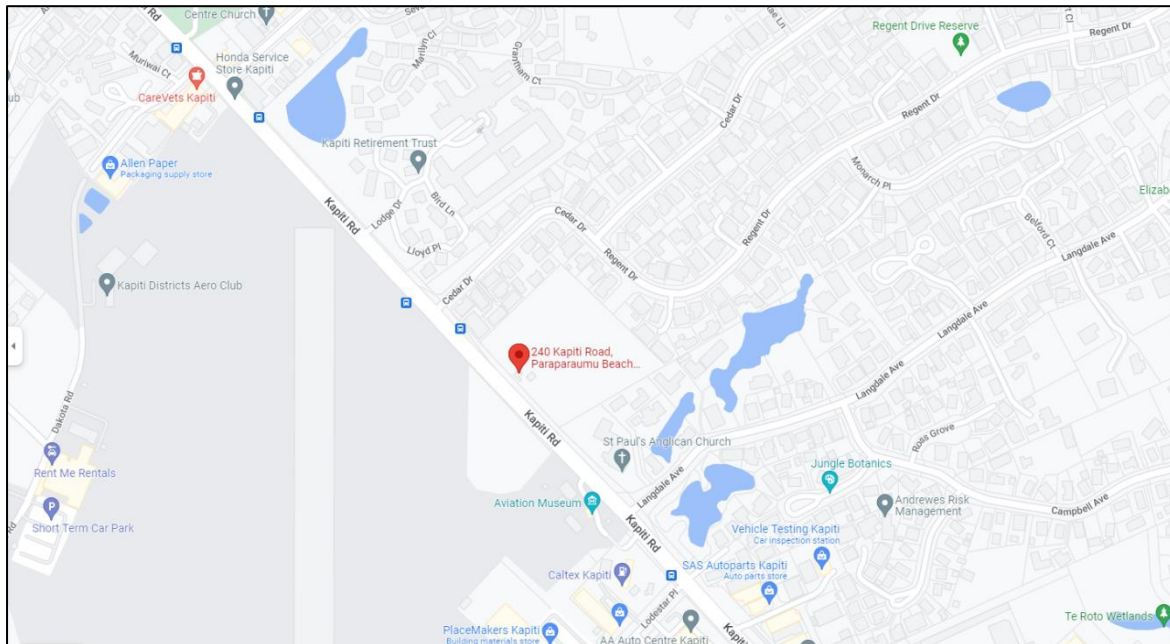 Centre Church
Regent Drive Reserve
Regent Dr
Muriwai Ct
Honda Service
Store Kapiti
Marilyn Cl
Grantham Ct
CareVets Kapiti
Cedar Dr
Regent Dr
Kapiti Retirement Trust
Allen Paper
Packaging supply store
Monarch Pl
Elizab
Bird Ln
Kapiti Rd
Lodge Dr
Cedar Dr
Regent Dr
Belford Ct
Langdale Ave
Lloyd Pl
Regent Dr
Kapiti Districts Aero Club
Cedar Dr
Langdale Ave
240 Kapiti Road,
Paraparaumu Beach...
Langdale Ave
Dakota Rd
Kapiti Rd
Ross Grove
St Paul's Anglican Church
Rent Me Rentals
Jungle Botanics
Langdale Ave
Aviation Museum
Andrewes Risk
Management
Campbell Ave
Short Term Car Park
P
Kapiti Rd
Vehicle Testing Kapiti
Car inspection station
Caltex Kapiti
SAS Autoparts Kapiti
Auto parts store
Lodestar Pl
Te Roto Wetlands
PlaceMakers Kapiti
Building materials store
AA Auto Centre Kapiti